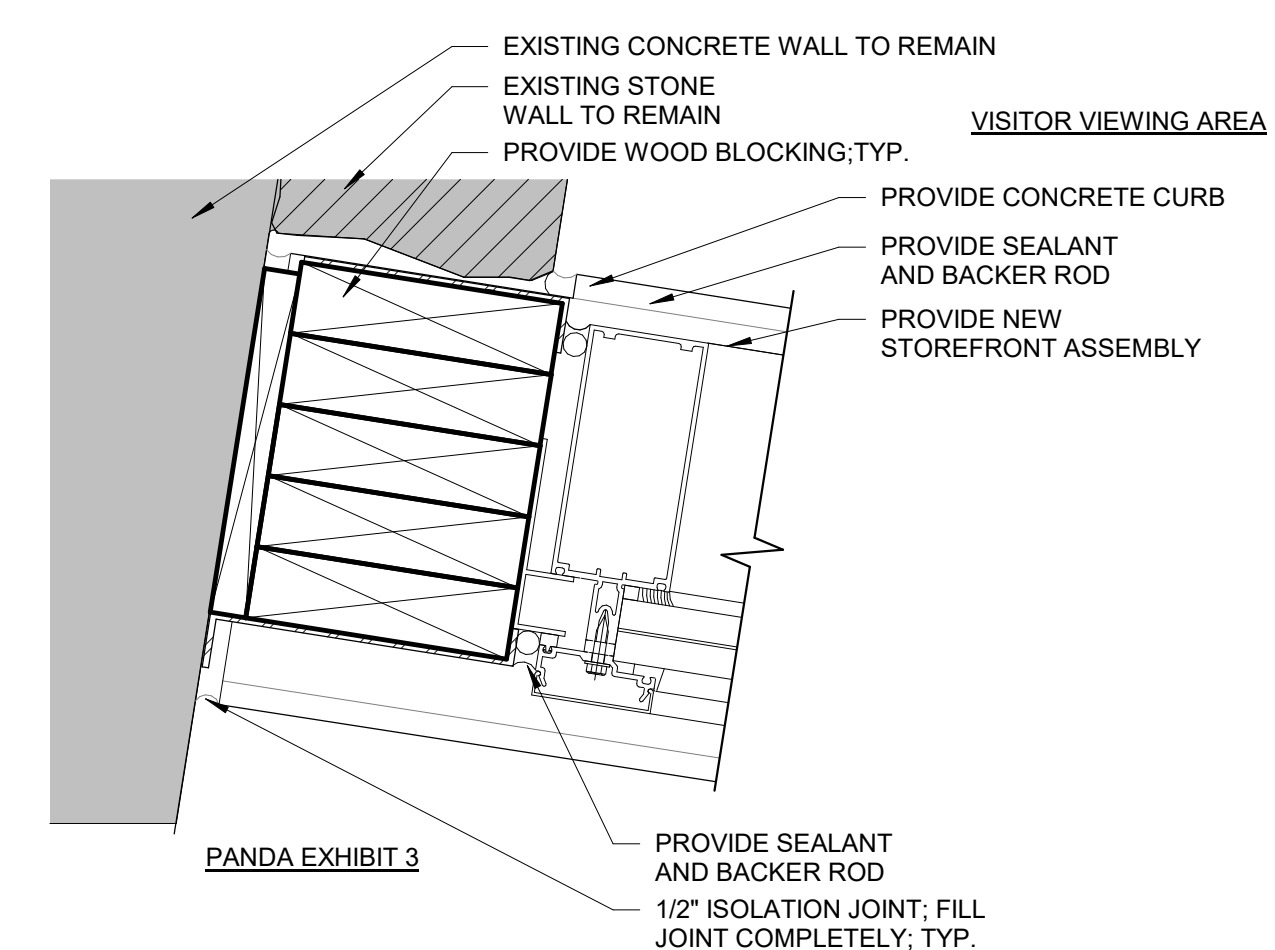 EXISTING CONCRETE WALL TO REMAIN
EXISTING STONE
WALL TO REMAIN
VISITOR VIEWING AREA
PROVIDE WOOD BLOCKING;TYP.
PROVIDE CONCRETE CURB
PROVIDE SEALANT
AND BACKER ROD
PROVIDE NEW
STOREFRONT ASSEMBLY
PANDA EXHIBIT 3
PROVIDE SEALANT
AND BACKER ROD
1/2" ISOLATION JOINT; FILL
JOINT COMPLETELY; TYP.